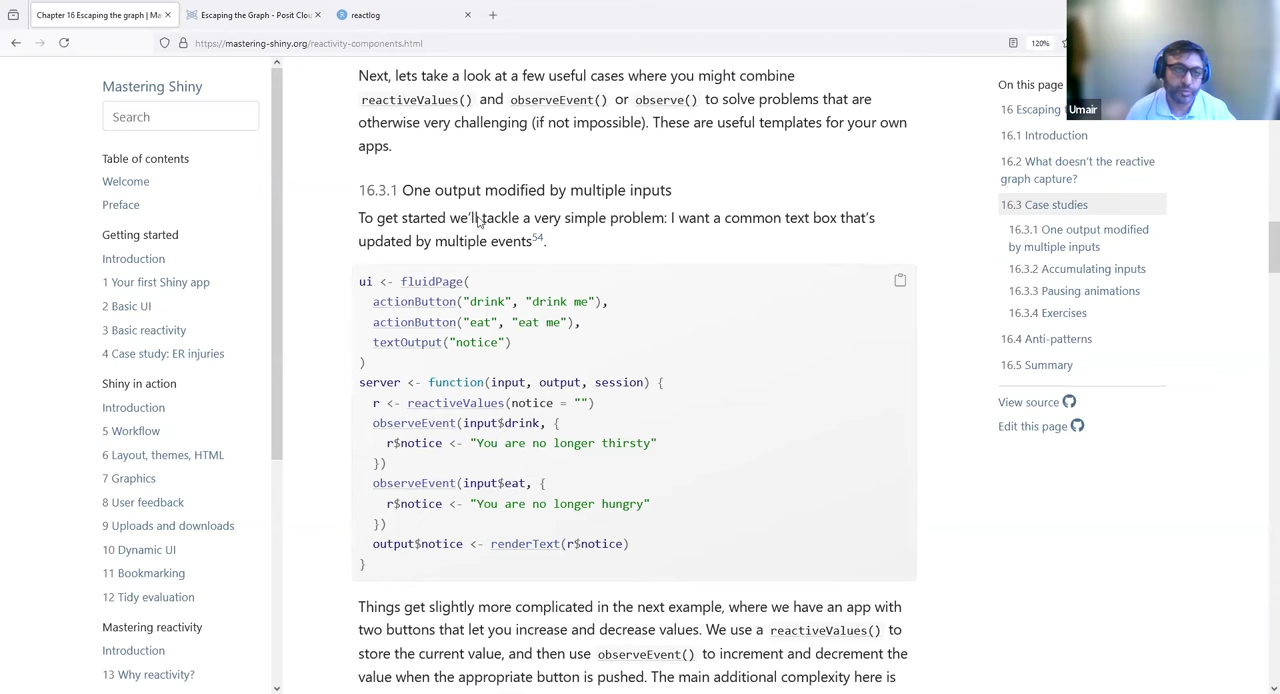 Chapter 16 Escaping the graph | Ma
Escaping the Graph - Posit Clou
reactlog
https://mastering-shiny.org/reactivity-components.html
120%
Umair
Mastering Shiny
Search
Table of contents
Welcome
Preface
Getting started
Introduction
1 Your first Shiny app
2 Basic UI
3 Basic reactivity
4 Case study: ER injuries
Shiny in action
Introduction
5 Workflow
6 Layout, themes, HTML
7 Graphics
8 User feedback
9 Uploads and downloads
10 Dynamic UI
11 Bookmarking
12 Tidy evaluation
Mastering reactivity
Introduction
13 Why reactivity?
Next, lets take a look at a few useful cases where you might combine
reactiveValues() and observeEvent() or observe() to solve problems that are
otherwise very challenging (if not impossible). These are useful templates for your own
apps.
16.3.1 One output modified by multiple inputs
To get started we'll tackle a very simple problem: I want a common text box that's
updated by multiple events54.
ui <- fluidPage(
actionButton("drink", "drink me"),
actionButton("eat", "eat me"),
textOutput("notice")
)
server <- function(input, output, session) {
r <- reactiveValues(notice = "")
observeEvent(input$drink, {
r$notice <- "You are no longer thirsty"
})
observeEvent(input$eat, {
r$notice <- "You are no longer hungry"
})
output$notice <- renderText(r$notice)
}
Things get slightly more complicated in the next example, where we have an app with
two buttons that let you increase and decrease values. We use a reactiveValues() to
store the current value, and then use observeEvent() to increment and decrement the
value when the appropriate button is pushed. The main additional complexity here is
On this page
16 Escaping
16.1 Introduction
16.2 What doesn't the reactive
graph capture?
16.3 Case studies
16.3.1 One output modified
by multiple inputs
16.3.2 Accumulating inputs
16.3.3 Pausing animations
16.3.4 Exercises
16.4 Anti-patterns
16.5 Summary
View source
Edit this page